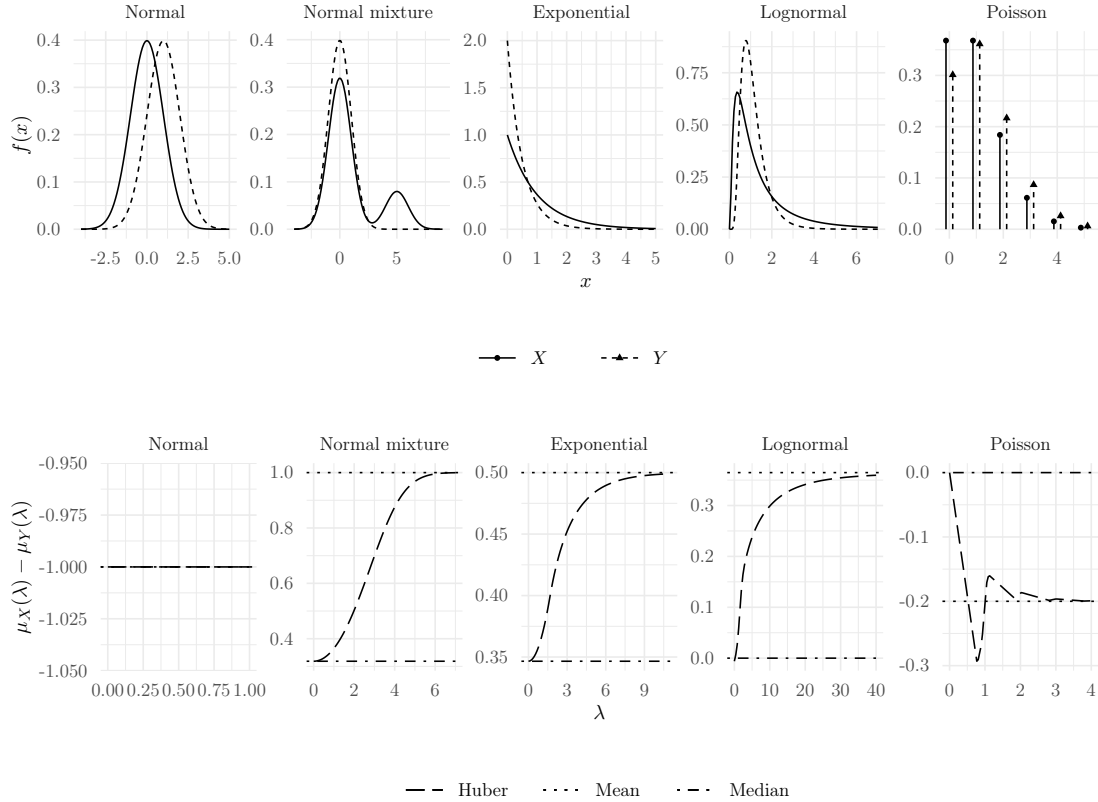 Normal Normal mixture Exponential Lognormal Poisson
0.4 0.4 2.0 0.75 0.3
0.3 0.3 1.5 0.50 0.2
0.2 0.2 1.0 0.25 0.1
0.1 0.1 0.5 0.00 0.0
0.0 0.0 0.0
f(x)
-2.5 0.0 2.5 5.0 0 5 0 1 2 3 4 5 0 2 4 6 0 2 4
x
X Y
Normal Normal mixture Exponential Lognormal Poisson
-0.950 1.0 0.50 0.3 0.0
-0.975 0.8 0.45 0.2 -0.1
-1.000 0.6 0.40 0.1 -0.2
-1.025 0.4 0.35 0.0 -0.3
-1.050
μX(λ) − μY(λ)
0.00 0.25 0.50 0.75 1.00 0 2 4 6 0 3 6 9 0 10 20 30 40 0 1 2 3 4
λ
Huber Mean Median